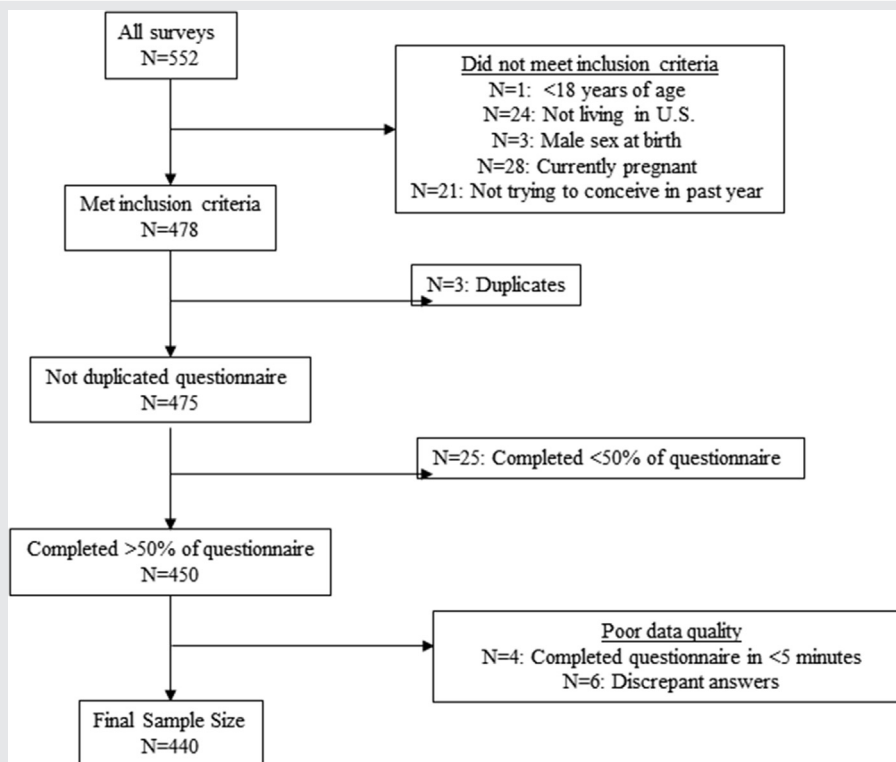 All surveys
N=552
Did not meet inclusion criteria
N=1: <18 years of age
N=24: Not living in U.S.
N=3: Male sex at birth
N=28: Currently pregnant
N=21: Not trying to conceive in past year
Met inclusion criteria
N=478
N=3: Duplicates
Not duplicated questionnaire
N=475
N=25: Completed <50% of questionnaire
Completed >50% of questionnaire
N=450
Poor data quality
N=4: Completed questionnaire in <5 minutes
N=6: Discrepant answers
Final Sample Size
N=440